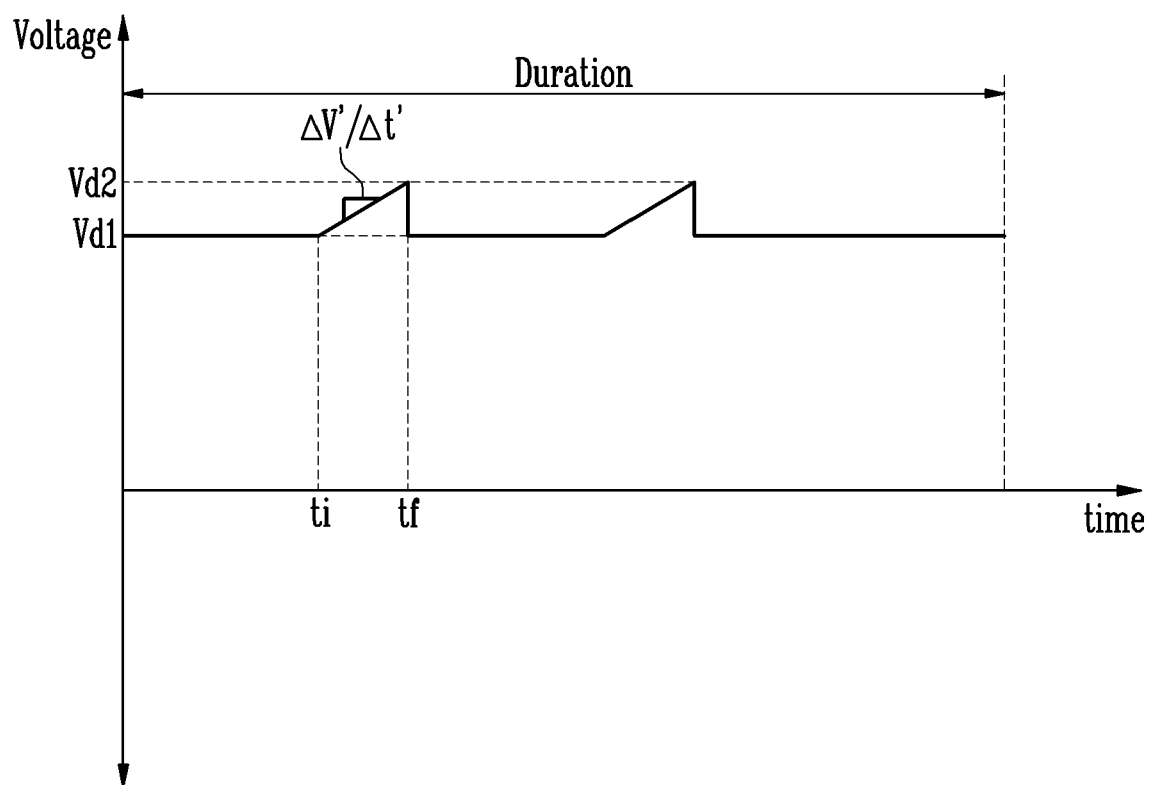 Voltage
Duration
ΔV'/Δt'
Vd2
Vd1
ti
tf
time